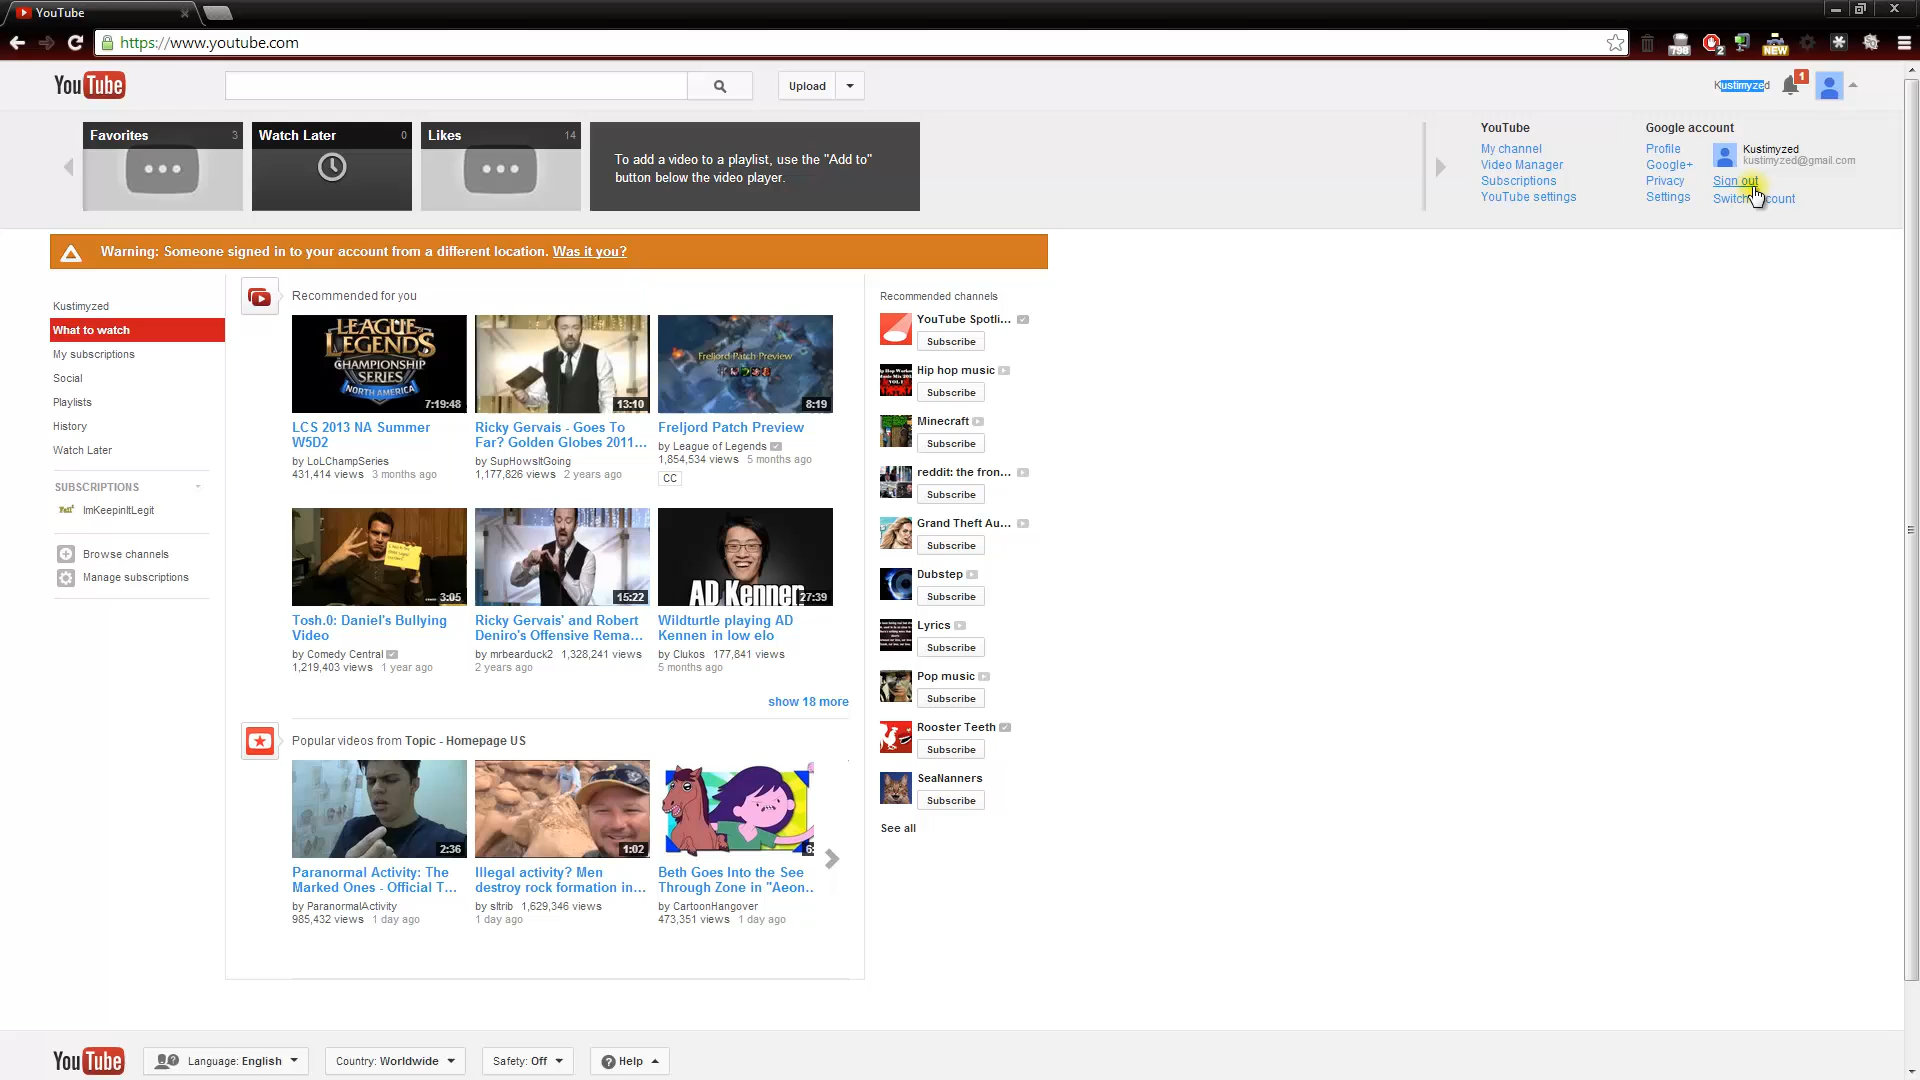 YouTube
https://www.youtube.com
798
2
NEW
YouTube
Upload
Kustimyzed
1
Favorites 3
Watch Later 0
Likes 14
To add a video to a playlist, use the "Add to"
button below the video player.
YouTube
My channel
Video Manager
Subscriptions
YouTube settings
Google account
Profile
Google+
Privacy
Settings
Kustimyzed
kustimyzed@gmail.com
Sign out
Warning: Someone signed in to your account from a different location. Was it you?
Kustimyzed
What to watch
My subscriptions
Social
Playlists
History
Watch Later
SUBSCRIPTIONS
ImKeepinItLegit
Browse channels
Manage subscriptions
Recommended for you
LEAGUE of
LEGENDS
CHAMPIONSHIP
SERIES
NORTH AMERICA
7:19:48
LCS 2013 NA Summer
W5D2
by LoLChampSeries
431,414 views 3 months ago
13:10
Ricky Gervais - Goes To
Far? Golden Globes 2011...
by SupHowsItGoing
1,177,826 views 2 years ago
Freljord Patch Preview
8:19
Freljord Patch Preview
by League of Legends
1,854,534 views 5 months ago
CC
3:05
Tosh.0: Daniel's Bullying
Video
by Comedy Central
1,219,403 views 1 year ago
15:22
Ricky Gervais' and Robert
Deniro's Offensive Rema...
by mrbearduck2 1,328,241 views
2 years ago
AD Kennen
27:39
Wildturtle playing AD
Kennen in low elo
by Clukos 177,841 views
5 months ago
show 18 more
Popular videos from Topic - Homepage US
2:36
Paranormal Activity: The
Marked Ones - Official T...
by ParanormalActivity
985,432 views 1 day ago
1:02
Illegal activity? Men
destroy rock formation in...
by sltrib 1,629,346 views
1 day ago
6:
Beth Goes Into the See
Through Zone in "Aeon..
by CartoonHangover
473,351 views 1 day ago
Recommended channels
YouTube Spotli...
Subscribe
Hip hop music
Subscribe
Minecraft
Subscribe
reddit: the fron...
Subscribe
Grand Theft Au...
Subscribe
Dubstep
Subscribe
Lyrics
Subscribe
Pop music
Subscribe
Rooster Teeth
Subscribe
SeaNanners
Subscribe
See all
YouTube
Language: English
Country: Worldwide
Safety: Off
Help